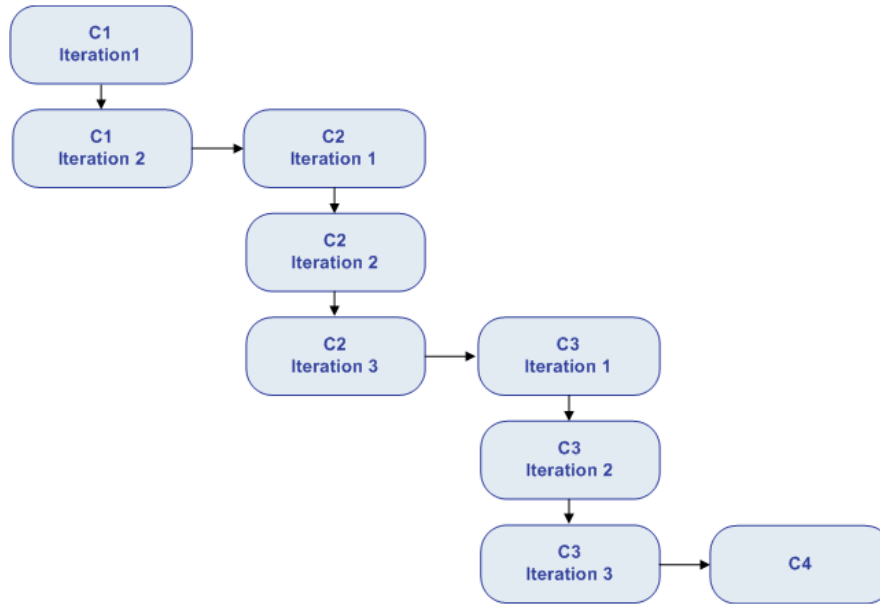 C1
Iteration1
C1
Iteration 2
C2
Iteration 1
C2
Iteration 2
C2
Iteration 3
C3
Iteration 1
C3
Iteration 2
C3
Iteration 3
C4